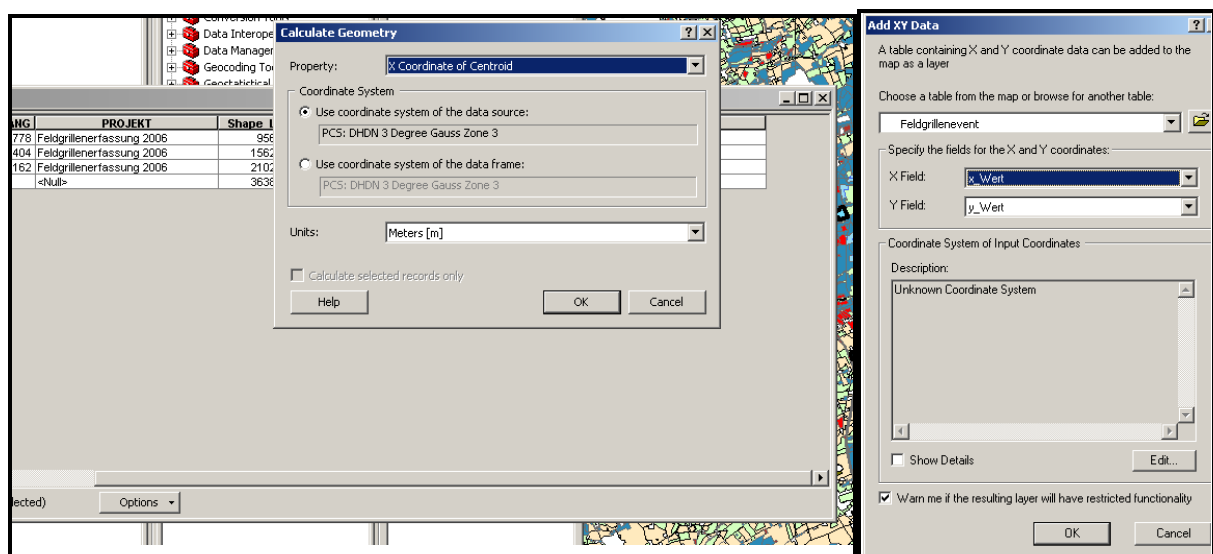 Conversion Tools
Data Interope
Data Manager
Geocoding Too
Geostatistical
NG PROJEKT Shape_L
778 Feldgrillenerfassung 2006 956
404 Feldgrillenerfassung 2006 1562
162 Feldgrillenerfassung 2006 2102
<Null> 3638
lected) Options
Calculate Geometry
Property: X Coordinate of Centroid
Coordinate System
Use coordinate system of the data source:
PCS: DHDN 3 Degree Gauss Zone 3
Use coordinate system of the data frame:
PCS: DHDN 3 Degree Gauss Zone 3
Units: Meters [m]
Calculate selected records only
Help OK Cancel
Add XY Data
A table containing X and Y coordinate data can be added to the
map as a layer
Choose a table from the map or browse for another table:
Feldgrillenevent
Specify the fields for the X and Y coordinates:
X Field: x_Wert
Y Field: y_Wert
Coordinate System of Input Coordinates
Description:
Unknown Coordinate System
Show Details Edit...
Warn me if the resulting layer will have restricted functionality
OK Cancel